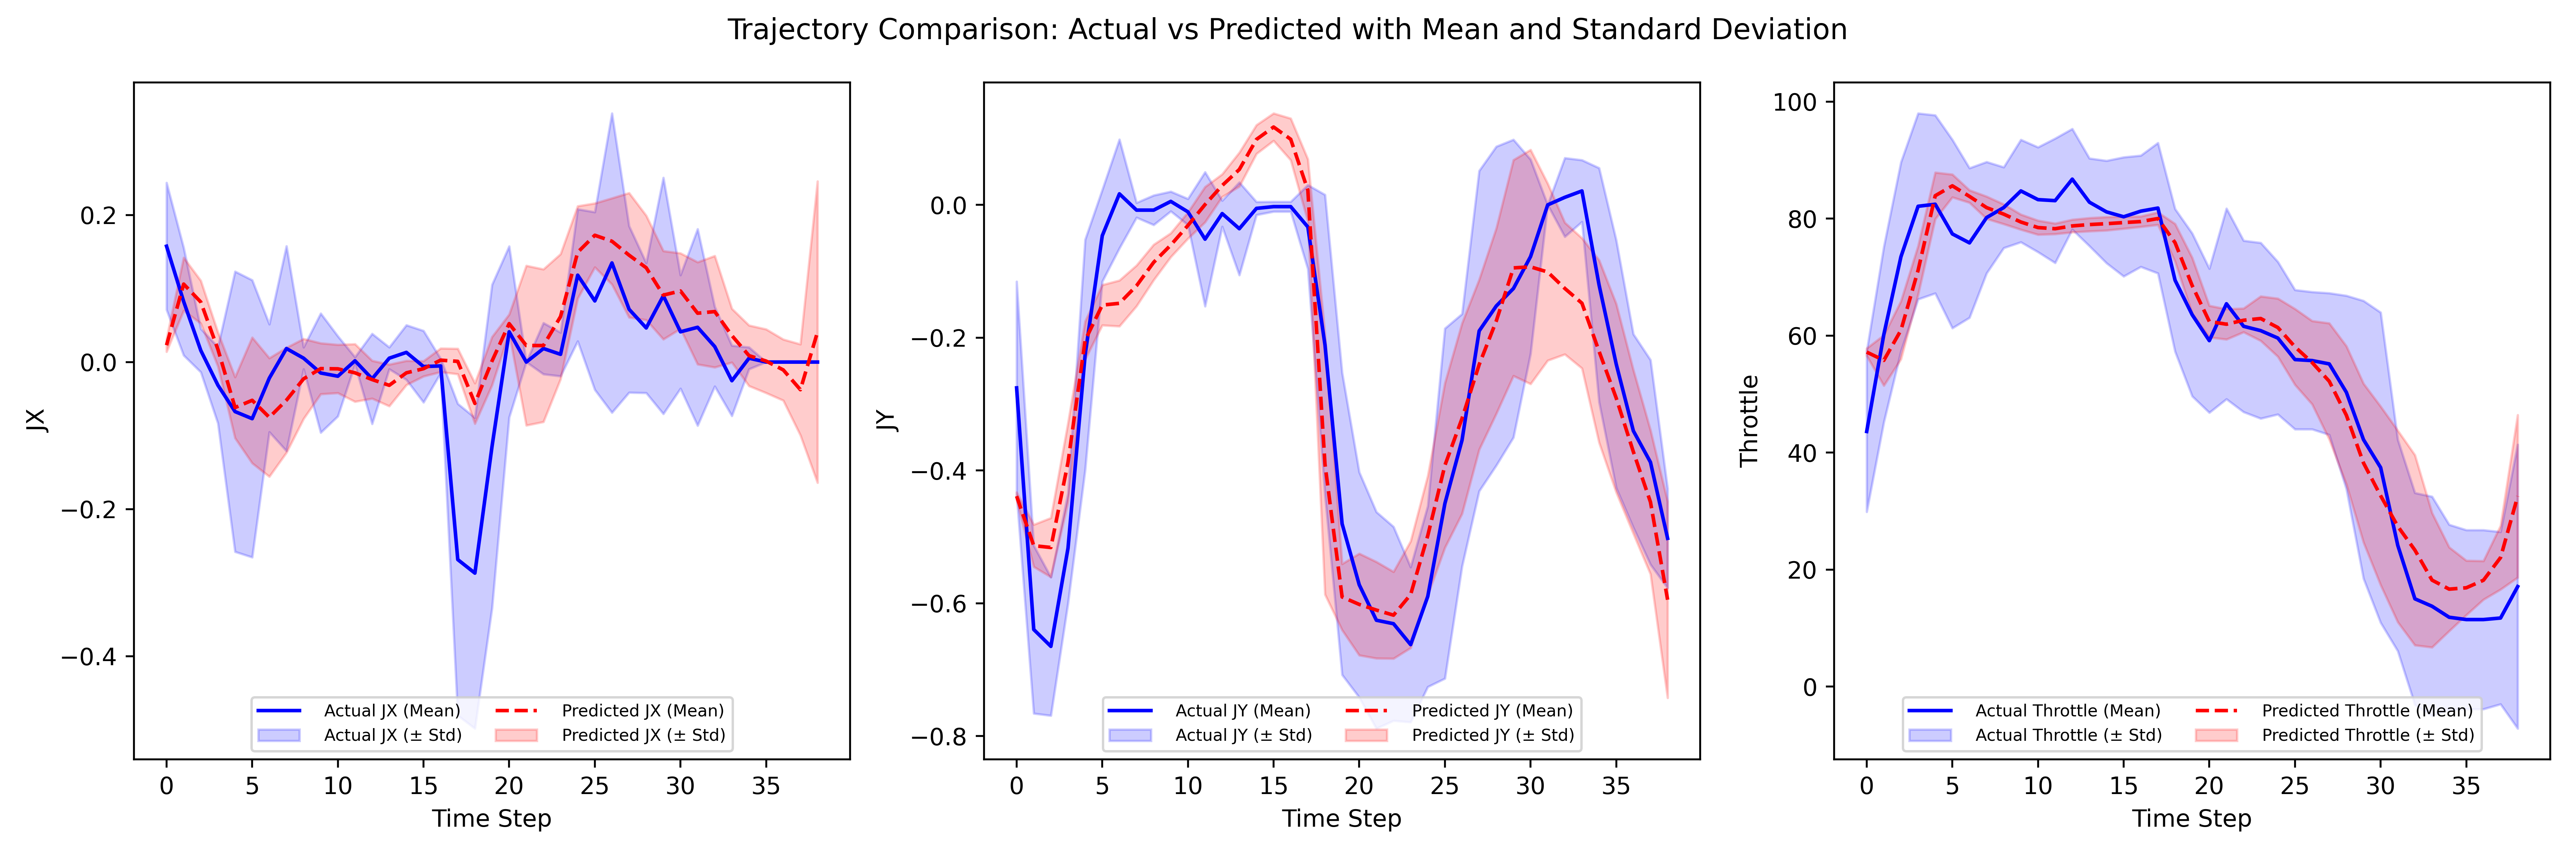 Trajectory Comparison: Actual vs Predicted with Mean and Standard Deviation
JX
0.2
0.0
−0.2
−0.4
0 5 10 15 20 25 30 35
Time Step
Actual JX (Mean) Predicted JX (Mean)
Actual JX (± Std) Predicted JX (± Std)
JY
0.0
−0.2
−0.4
−0.6
−0.8
0 5 10 15 20 25 30 35
Time Step
Actual JY (Mean) Predicted JY (Mean)
Actual JY (± Std) Predicted JY (± Std)
Throttle
100
80
60
40
20
0
0 5 10 15 20 25 30 35
Time Step
Actual Throttle (Mean) Predicted Throttle (Mean)
Actual Throttle (± Std) Predicted Throttle (± Std)